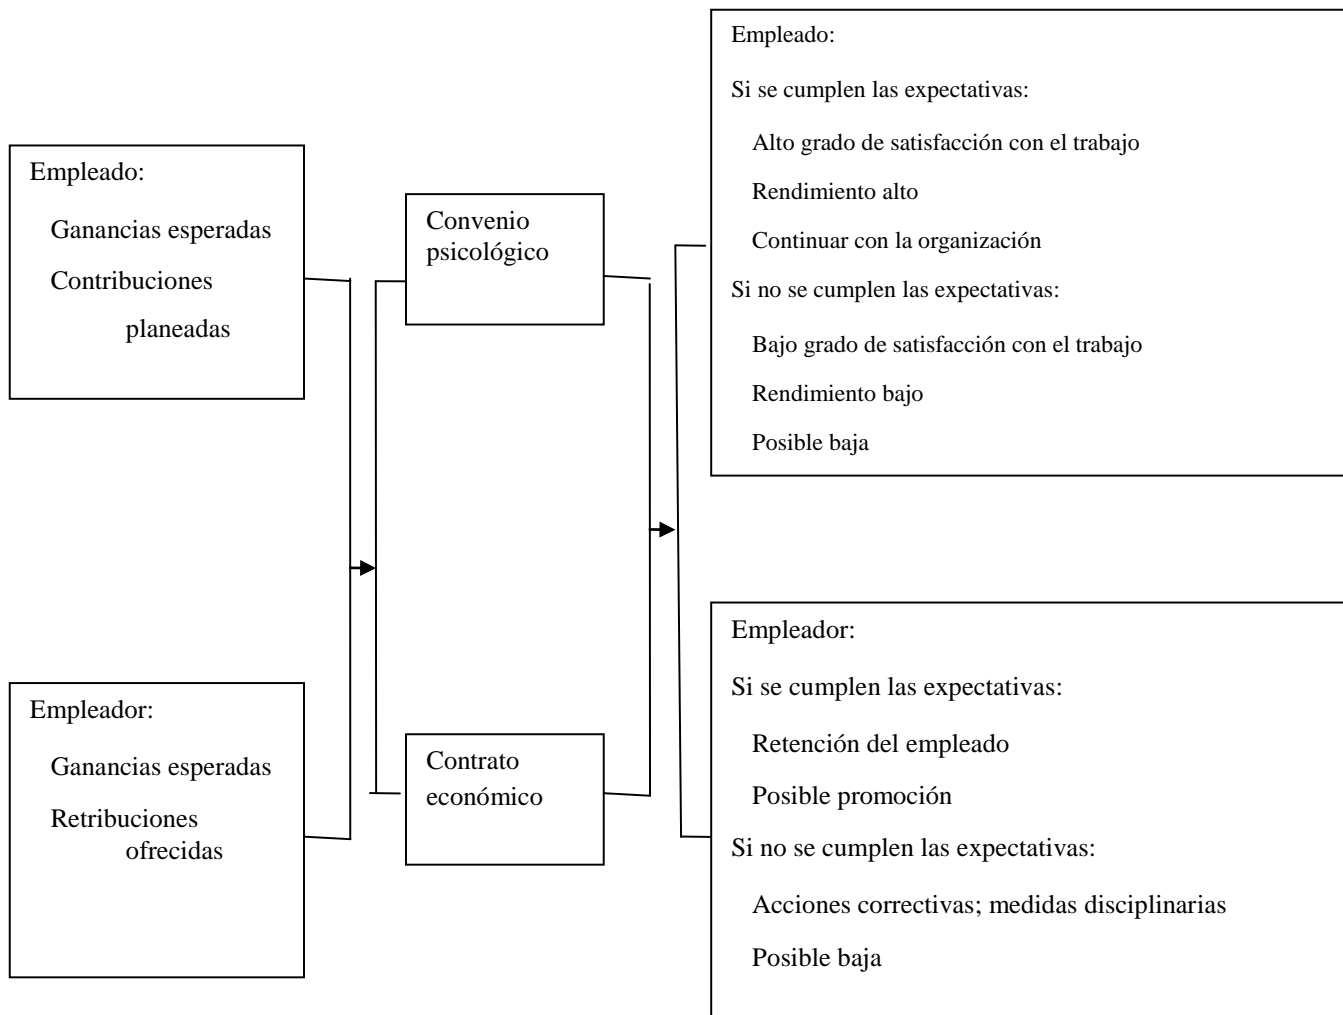 Empleado:
Ganancias esperadas
Contribuciones
planeadas
Empleador:
Ganancias esperadas
Retribuciones
ofrecidas
Convenio
psicológico
Contrato
económico
Empleado:
Si se cumplen las expectativas:
Alto grado de satisfacción con el trabajo
Rendimiento alto
Continuar con la organización
Si no se cumplen las expectativas:
Bajo grado de satisfacción con el trabajo
Rendimiento bajo
Posible baja
Empleador:
Si se cumplen las expectativas:
Retención del empleado
Posible promoción
Si no se cumplen las expectativas:
Acciones correctivas; medidas disciplinarias
Posible baja